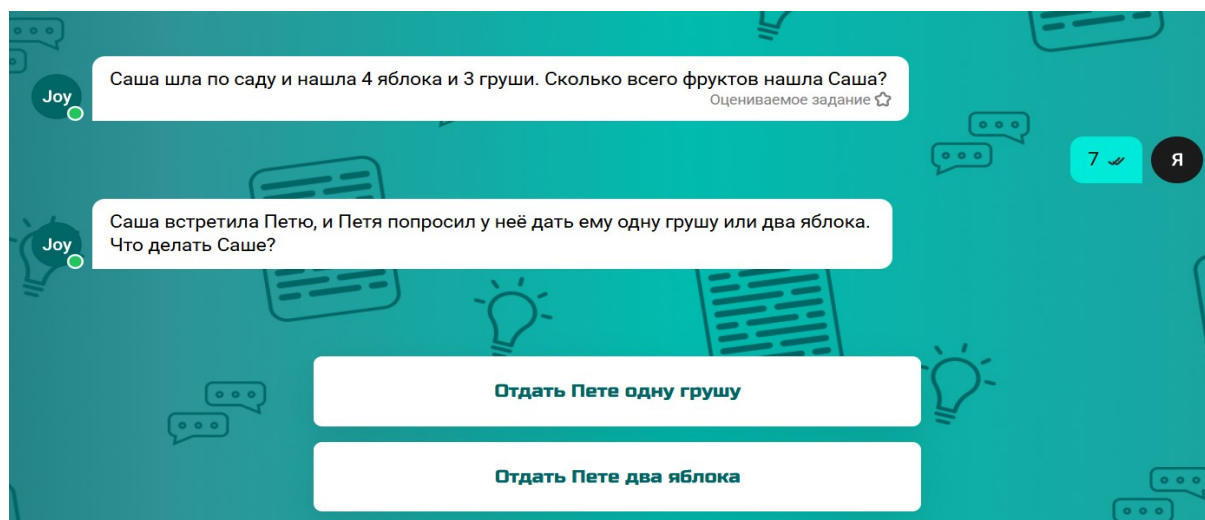 Саша шла по саду и нашла 4 яблока и 3 груши. Сколько всего фруктов нашла Саша?
Оцениваемое задание
Joy
7
Я
Саша встретила Петю, и Петя попросил у неё дать ему одну грушу или два яблока.
Что делать Саше?
Joy
Отдать Пете одну грушу
Отдать Пете два яблока